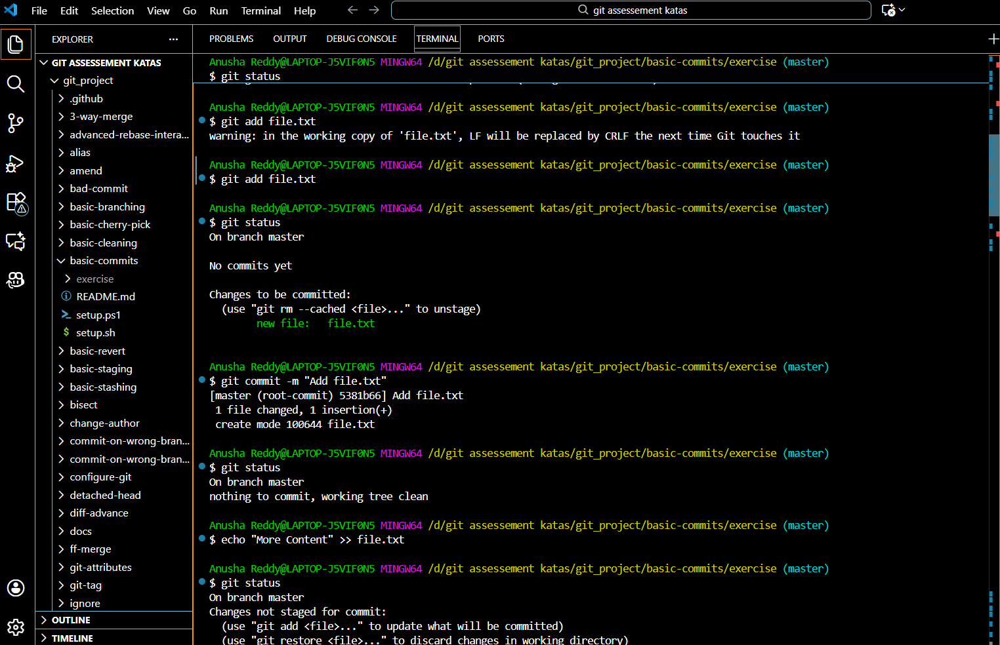 File Edit Selection View Go Run Terminal Help
git assessement katas
EXPLORER
GIT ASSESSEMENT KATAS
git_project
.github
3-way-merge
advanced-rebase-intera...
alias
amend
bad-commit
basic-branching
basic-cherry-pick
basic-cleaning
basic-commits
exercise
README.md
setup.ps1
setup.sh
basic-revert
basic-staging
basic-stashing
bisect
change-author
commit-on-wrong-bran...
commit-on-wrong-bran...
configure-git
detached-head
diff-advance
docs
ff-merge
git-attributes
git-tag
ignore
OUTLINE
TIMELINE
PROBLEMS OUTPUT DEBUG CONSOLE TERMINAL PORTS
Anusha Reddy@LAPTOP-J5VIF0N5 MINGW64 /d/git assessement katas/git_project/basic-commits/exercise (master)
$ git status
Anusha Reddy@LAPTOP-J5VIF0N5 MINGW64 /d/git assessement katas/git_project/basic-commits/exercise (master)
$ git add file.txt
warning: in the working copy of 'file.txt', LF will be replaced by CRLF the next time Git touches it
Anusha Reddy@LAPTOP-J5VIF0N5 MINGW64 /d/git assessement katas/git_project/basic-commits/exercise (master)
$ git add file.txt
Anusha Reddy@LAPTOP-J5VIF0N5 MINGW64 /d/git assessement katas/git_project/basic-commits/exercise (master)
$ git status
On branch master
No commits yet
Changes to be committed:
(use "git rm --cached <file>..." to unstage)
new file: file.txt
Anusha Reddy@LAPTOP-J5VIF0N5 MINGW64 /d/git assessement katas/git_project/basic-commits/exercise (master)
$ git commit -m "Add file.txt"
[master (root-commit) 5381b66] Add file.txt
1 file changed, 1 insertion(+)
create mode 100644 file.txt
Anusha Reddy@LAPTOP-J5VIF0N5 MINGW64 /d/git assessement katas/git_project/basic-commits/exercise (master)
$ git status
On branch master
nothing to commit, working tree clean
Anusha Reddy@LAPTOP-J5VIF0N5 MINGW64 /d/git assessement katas/git_project/basic-commits/exercise (master)
$ echo "More Content" >> file.txt
Anusha Reddy@LAPTOP-J5VIF0N5 MINGW64 /d/git assessement katas/git_project/basic-commits/exercise (master)
$ git status
On branch master
Changes not staged for commit:
(use "git add <file>..." to update what will be committed)
(use "git restore <file>..." to discard changes in working directory)